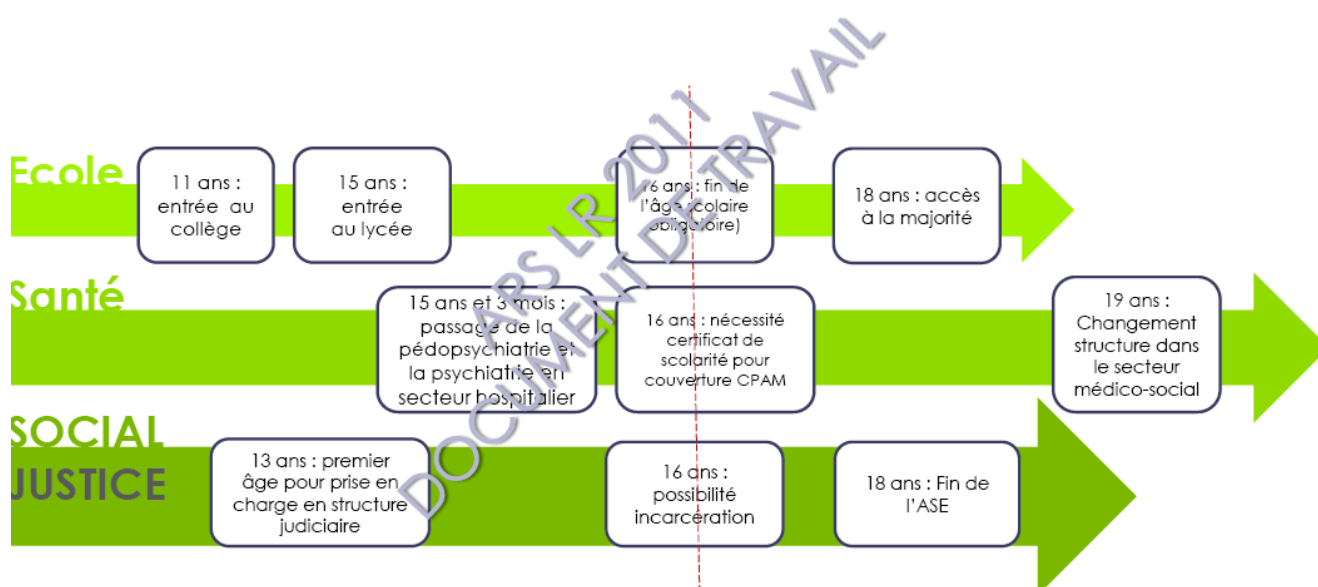 Ecole
11 ans :
entrée au
collège
15 ans :
entrée
au lycée
16 ans : fin de
l'âge scolaire
obligatoire)
18 ans : accès
à la majorité
Santé
15 ans et 3 mois :
passage de la
pédopsychiatrie et
la psychiatrie en
secteur hospitalier
16 ans : nécessité
certificat de
scolarité pour
couverture CPAM
19 ans :
Changement
structure dans
le secteur
médico-social
SOCIAL
JUSTICE
13 ans : premier
âge pour prise en
charge en structure
judiciaire
16 ans :
possibilité
incarcération
18 ans : Fin de
l'ASE
ARS LR 2011
DOCUMENT DE TRAVAIL